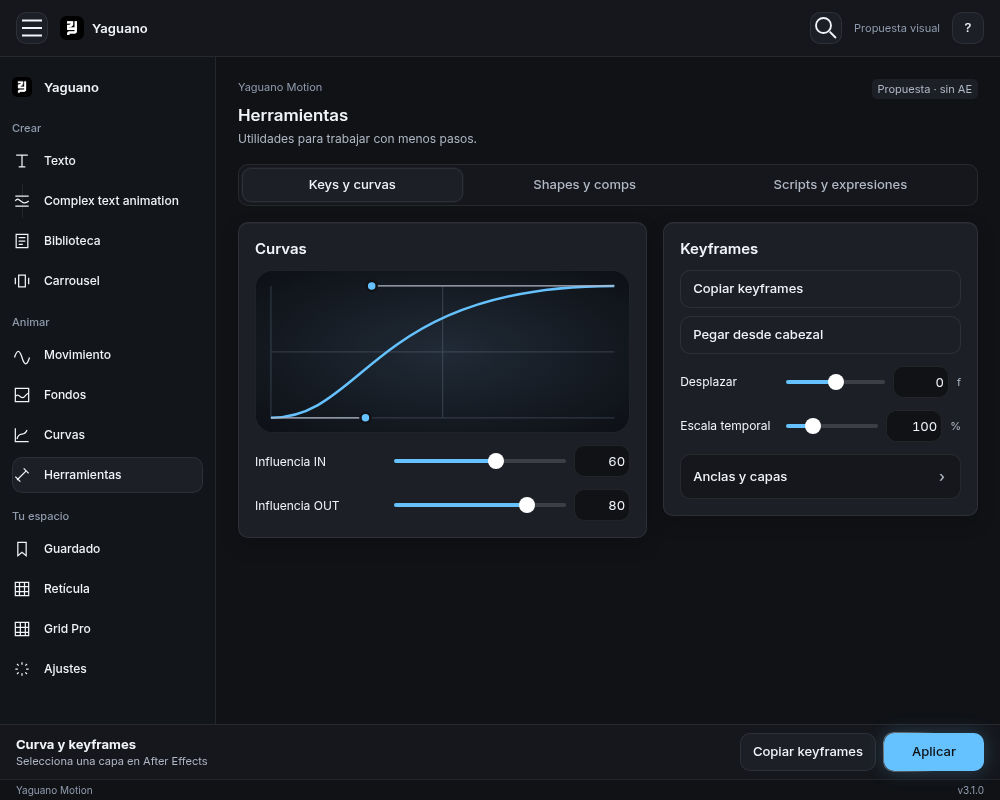 Yaguano
Propuesta visual
?
Yaguano
Crear
Texto
Complex text animation
Biblioteca
Carrousel
Animar
Movimiento
Fondos
Curvas
Herramientas
Tu espacio
Guardado
Retícula
Grid Pro
Ajustes
Yaguano Motion
Propuesta · sin AE
Herramientas
Utilidades para trabajar con menos pasos.
Keys y curvas
Shapes y comps
Scripts y expresiones
Curvas
Influencia IN
60
Influencia OUT
80
Keyframes
Copiar keyframes
Pegar desde cabezal
Desplazar
0 f
Escala temporal
100 %
Anclas y capas
Curva y keyframes
Selecciona una capa en After Effects
Copiar keyframes
Aplicar
Yaguano Motion
v3.1.0